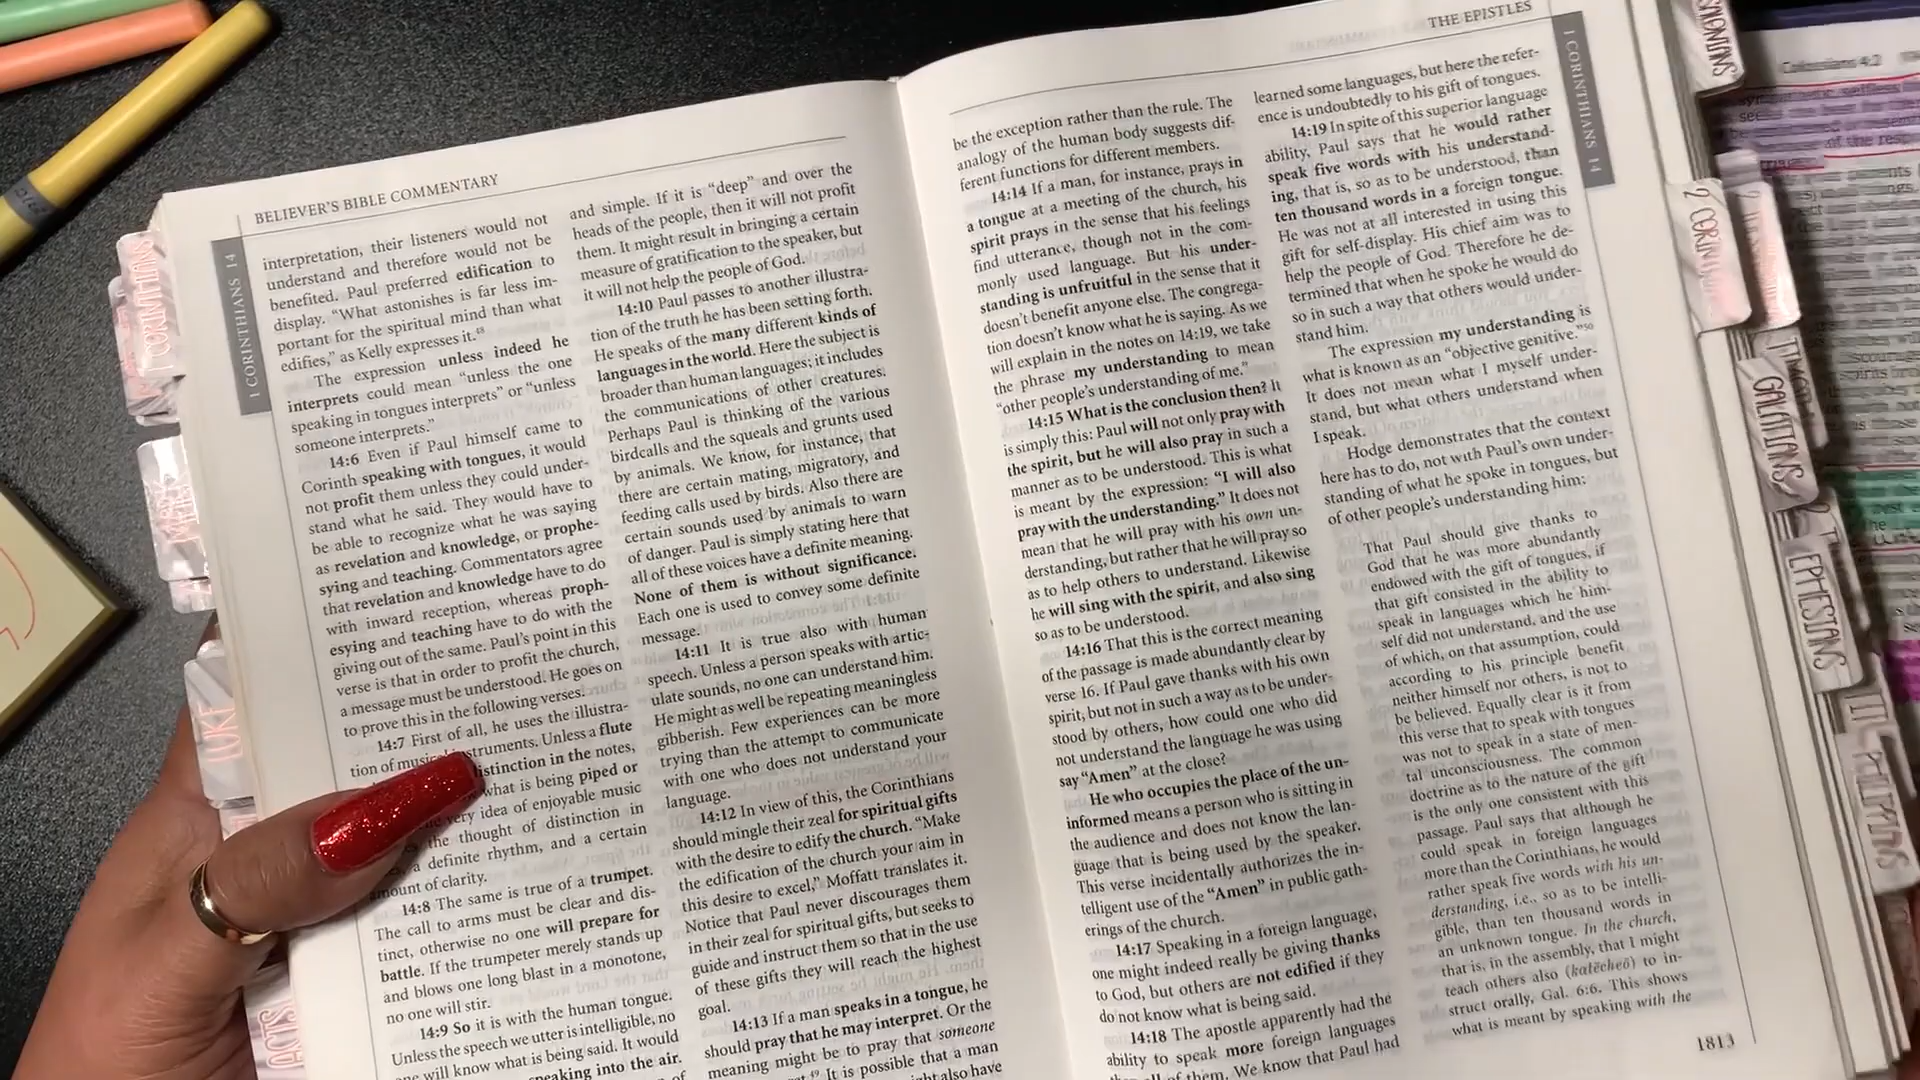 BELIEVER'S BIBLE COMMENTARY
1 CORINTHIANS 14
interpretation, their listeners would not
understand and therefore would not be
benefited. Paul preferred edification to
display. "What astonishes is far less im-
portant for the spiritual mind than what
edifies," as Kelly expresses it.48
The expression unless indeed he
interprets could mean "unless the one
speaking in tongues interprets" or "unless
someone interprets."
14:6 Even if Paul himself came to
Corinth speaking with tongues, it would
not profit them unless they could under-
stand what he said. They would have to
be able to recognize what he was saying
as revelation and knowledge, or prophe-
sying and teaching. Commentators agree
that revelation and knowledge have to do
with inward reception, whereas proph-
esying and teaching have to do with the
giving out of the same. Paul's point in this
verse is that in order to profit the church,
a message must be understood. He goes on
to prove this in the following verses.
14:7 First of all, he uses the illustra-
tion of musical instruments. Unless a flute
distinction in the notes,
what is being piped or
very idea of enjoyable music
the thought of distinction in
a definite rhythm, and a certain
amount of clarity.
14:8 The same is true of a trumpet.
The call to arms must be clear and dis-
tinct, otherwise no one will prepare for
battle. If the trumpeter merely stands up
and blows one long blast in a monotone,
no one will stir.
14:9 So it is with the human tongue.
Unless the speech we utter is intelligible, no
one will know what is being said. It would
speaking into the air.
and simple. If it is "deep" and over the
heads of the people, then it will not profit
them. It might result in bringing a certain
measure of gratification to the speaker, but
it will not help the people of God.
14:10 Paul passes to another illustra-
tion of the truth he has been setting forth.
He speaks of the many different kinds of
languages in the world. Here the subject is
broader than human languages; it includes
the communications of other creatures.
Perhaps Paul is thinking of the various
birdcalls and the squeals and grunts used
by animals. We know, for instance, that
there are certain mating, migratory, and
feeding calls used by birds. Also there are
certain sounds used by animals to warn
of danger. Paul is simply stating here that
all of these voices have a definite meaning.
None of them is without significance.
Each one is used to convey some definite
message.
14:11 It is true also with human
speech. Unless a person speaks with artic-
ulate sounds, no one can understand him.
He might as well be repeating meaningless
gibberish. Few experiences can be more
trying than the attempt to communicate
with one who does not understand your
language.
14:12 In view of this, the Corinthians
should mingle their zeal for spiritual gifts
with the desire to edify the church. "Make
the edification of the church your aim in
this desire to excel," Moffatt translates it.
Notice that Paul never discourages them
in their zeal for spiritual gifts, but seeks to
guide and instruct them so that in the use
of these gifts they will reach the highest
goal.
14:13 If a man speaks in a tongue, he
should pray that he may interpret. Or the
meaning might be to pray that someone
49 It is possible that a man
might also have
THE EPISTLES
1 CORINTHIANS 14
be the exception rather than the rule. The
analogy of the human body suggests dif-
ferent functions for different members.
14:14 If a man, for instance, prays in
a tongue at a meeting of the church, his
spirit prays in the sense that his feelings
find utterance, though not in the com-
monly used language. But his under-
standing is unfruitful in the sense that it
doesn't benefit anyone else. The congrega-
tion doesn't know what he is saying. As we
will explain in the notes on 14:19, we take
the phrase my understanding to mean
"other people's understanding of me."
14:15 What is the conclusion then? It
is simply this: Paul will not only pray with
the spirit, but he will also pray in such a
manner as to be understood. This is what
is meant by the expression: "I will also
pray with the understanding." It does not
mean that he will pray with his own un-
derstanding, but rather that he will pray so
as to help others to understand. Likewise
he will sing with the spirit, and also sing
so as to be understood.
14:16 That this is the correct meaning
of the passage is made abundantly clear by
verse 16. If Paul gave thanks with his own
spirit, but not in such a way as to be under-
stood by others, how could one who did
not understand the language he was using
say "Amen" at the close?
He who occupies the place of the un-
informed means a person who is sitting in
the audience and does not know the lan-
guage that is being used by the speaker.
This verse incidentally authorizes the in-
telligent use of the "Amen" in public gath-
erings of the church.
14:17 Speaking in a foreign language,
one might indeed really be giving thanks
to God, but others are not edified if they
do not know what is being said.
14:18 The apostle apparently had the
ability to speak more foreign languages
than all of them. We know that Paul had
learned some languages, but here the refer-
ence is undoubtedly to his gift of tongues.
14:19 In spite of this superior language
ability, Paul says that he would rather
speak five words with his understand-
ing, that is, so as to be understood, than
ten thousand words in a foreign tongue.
He was not at all interested in using this
gift for self-display. His chief aim was to
help the people of God. Therefore he de-
termined that when he spoke he would do
so in such a way that others would under-
stand him.
The expression my understanding is
what is known as an "objective genitive."50
It does not mean what I myself under-
stand, but what others understand when
I speak.
Hodge demonstrates that the context
here has to do, not with Paul's own under-
standing of what he spoke in tongues, but
of other people's understanding him:
That Paul should give thanks to
God that he was more abundantly
endowed with the gift of tongues, if
that gift consisted in the ability to
speak in languages which he him-
self did not understand, and the use
of which, on that assumption, could
according to his principle benefit
neither himself nor others, is not to
be believed. Equally clear is it from
this verse that to speak with tongues
was not to speak in a state of men-
tal unconsciousness. The common
doctrine as to the nature of the gift
is the only one consistent with this
passage. Paul says that although he
could speak in foreign languages
more than the Corinthians, he would
rather speak five words with his un-
derstanding, i.e., so as to be intelli-
gible, than ten thousand words in
an unknown tongue. In the church,
that is, in the assembly, that I might
teach others also (katēcheō) to in-
struct orally, Gal. 6:6. This shows
what is meant by speaking with the
1813
CORINTHIANS
LUKE
ACTS
2 CORINTHIANS
GALATIANS
EPHESIANS